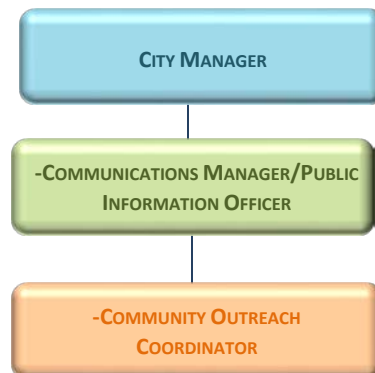 CITY MANAGER
-COMMUNICATIONS MANAGER/PUBLIC
INFORMATION OFFICER
-COMMUNITY OUTREACH
COORDINATOR